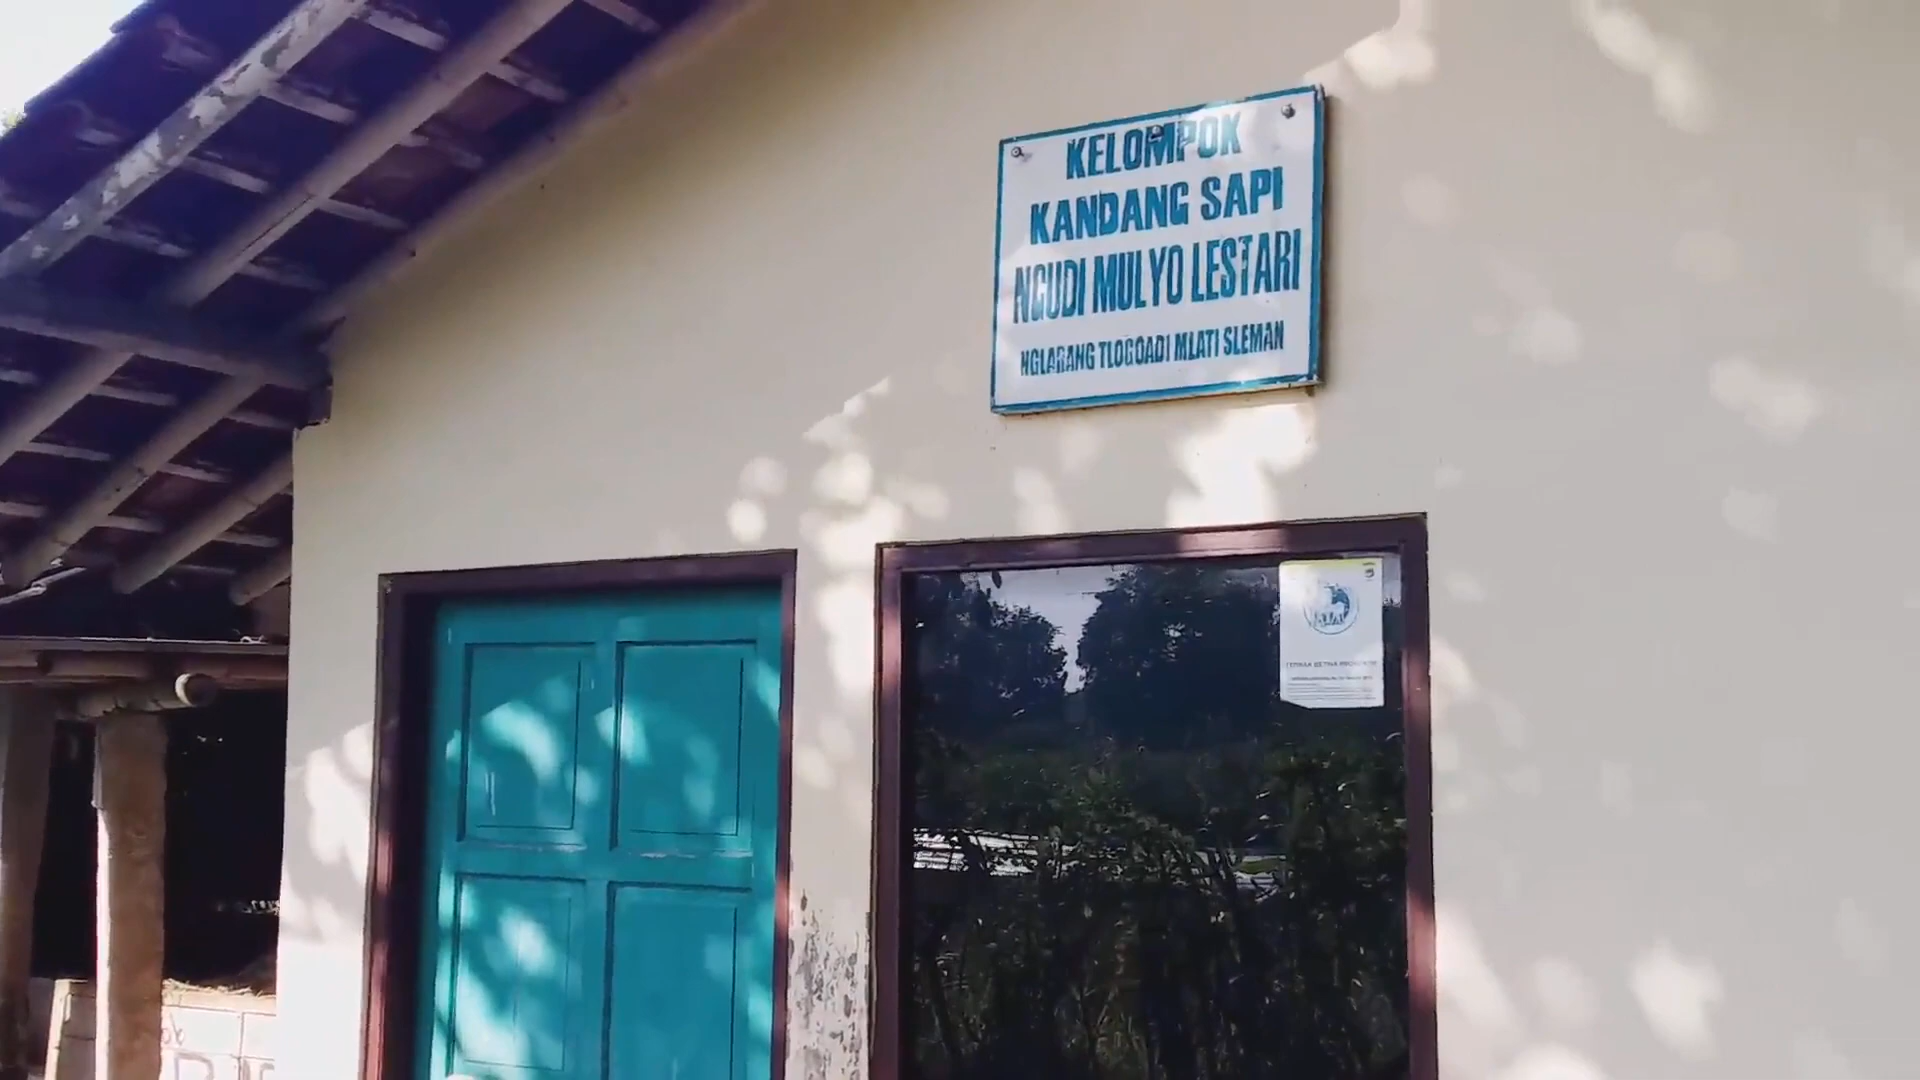 KELOMPOK
KANDANG SAPI
NGUDI MULYO LESTARI
NGLARANG TLOGOADI MLATI SLEMAN